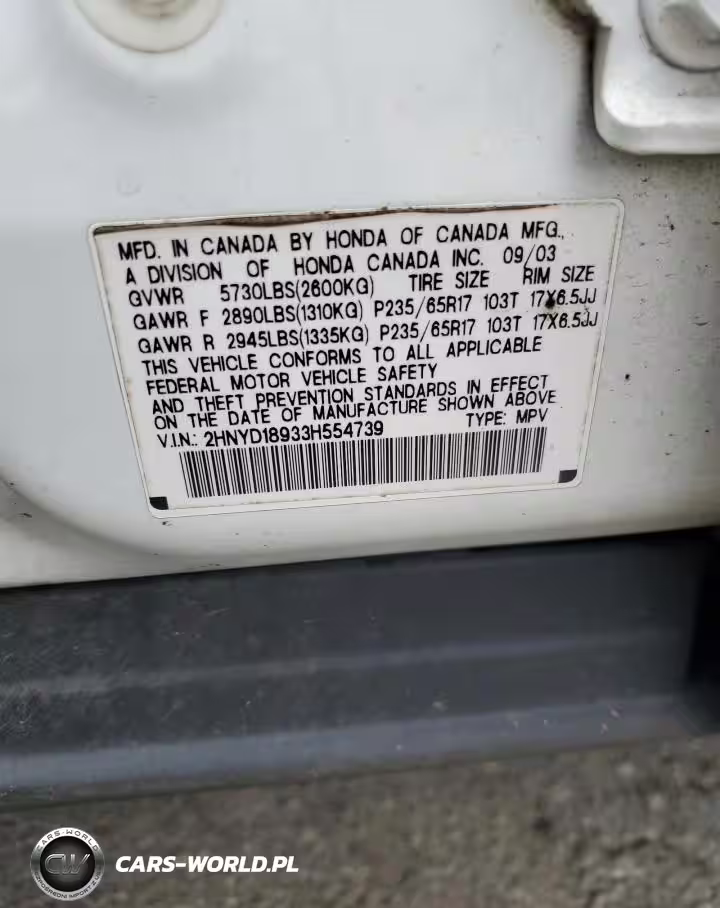 MFD. IN CANADA BY HONDA OF CANADA MFG.,
A DIVISION OF HONDA CANADA INC. 09/03
GVWR 5730LBS(2600KG) TIRE SIZE RIM SIZE
GAWR F 2890LBS(1310KG) P235/65R17 103T 17X6.5JJ
GAWR R 2945LBS(1335KG) P235/65R17 103T 17X6.5JJ
THIS VEHICLE CONFORMS TO ALL APPLICABLE
FEDERAL MOTOR VEHICLE SAFETY
AND THEFT PREVENTION STANDARDS IN EFFECT
ON THE DATE OF MANUFACTURE SHOWN ABOVE
V.I.N.: 2HNYD18933H554739 TYPE: MPV
CARS-WORLD
CW
CARS-WORLD.PL